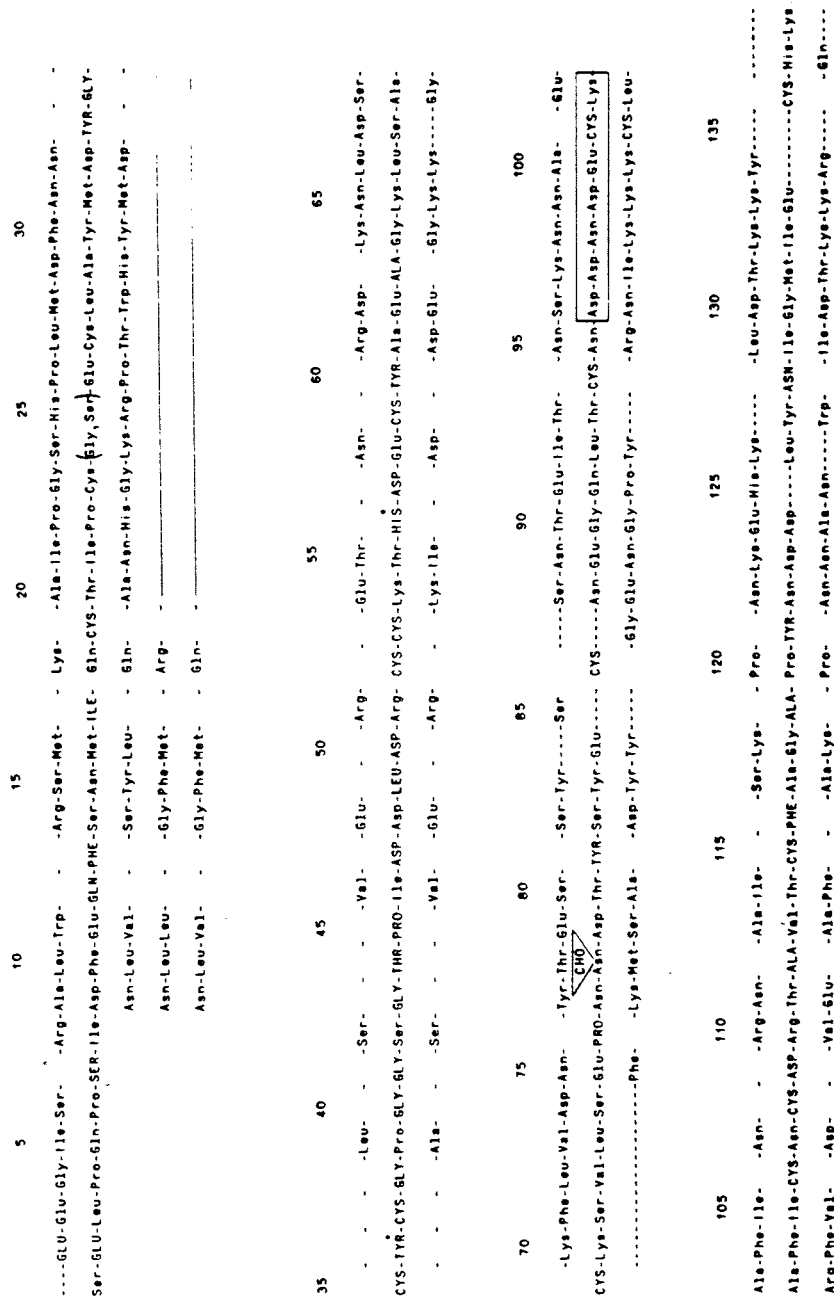 5 10 15 20 25 30
----GLU-Glu-Gly-Ile-Ser- -Arg-Ala-Leu-Trp- - -Arg-Ser-Met- - Lys- -Ala-Ile-Pro-Gly-Ser-His-Pro-Leu-Met-Asp-Phe-Asn-Asn- - -
Ser-GLU-Leu-Pro-Gln-Pro-SER-Ile-Asp-Phe-Glu-GLN-PHE-Ser-Asn-Met-ILE- Gln-CYS-Thr-Ile-Pro-Cys-(Gly,Ser)-Glu-Cys-Leu-Ala-Tyr-Met-Asp-TYR-GLY-
Asn-Leu-Val- - -Ser-Tyr-Leu- - Gln- -Ala-Asn-His-Gly-Lys-Arg-Pro-Thr-Trp-His-Tyr-Met-Asp- - -
Asn-Leu-Leu- - -Gly-Phe-Met- - Arg- -
Asn-Leu-Val- - -Gly-Phe-Met- - Gln- -
35 40 45 50 55 60 65
- - - -Leu- - -Ser- - - -Val- -Glu- - -Arg- -Glu-Thr- - -Asn- -Arg-Asp- -Lys-Asn-Leu-Asp-Ser-
CYS-TYR-CYS-GLY-Pro-GLY-GLY-Ser-GLY-THR-PRO-Ile-ASP-Asp-LEU-ASP-Arg- CYS-CYS-Lys-Thr-HIS-ASP-Glu-CYS-TYR-Ala-Glu-ALA-Gly-Lys-Leu-Ser-Ala-
- - - -Ala- - -Ser- - - -Val- -Glu- - -Arg- -Lys-Ile- - -Asp- -Asp-Glu- -Gly-Lys-Lys-----Gly-
70 75 80 85 90 95 100
-Lys-Phe-Leu-Val-Asp-Asn- -Tyr-Thr-Glu-Ser- -Ser-Tyr-----Ser -----Ser-Asn-Thr-Glu-Ile-Thr- -Asn-Ser-Lys-Asn-Asn-Ala- -Glu-
CHO
CYS-Lys-Ser-Val-Leu-Ser-Glu-PRO-Asn-Asn-Asp-Thr-TYR-Ser-Tyr-Glu----- CYS-----Asn-Glu-Gly-Gln-Leu-Thr-CYS-Asn-Asp-Asp-Asn-Asp-Glu-CYS-Lys-
---------------Phe- -Lys-Met-Ser-Ala- -Asp-Tyr-Tyr----- -Gly-Glu-Asn-Gly-Pro-Tyr----- -Arg-Asn-Ile-Lys-Lys-Lys-CYS-Leu-
105 110 115 120 125 130 135
Ala-Phe-Ile- -Asn- - -Arg-Asn- -Ala-Ile- - -Ser-Lys- - Pro- -Asn-Lys-Glu-His-Lys----- -Leu-Asp-Thr-Lys-Lys-Tyr----- --------
Ala-Phe-Ile-CYS-Asn-CYS-ASP-Arg-Thr-ALA-Val-Thr-CYS-PHE-Ala-Gly-ALA- Pro-TYR-Asn-Asp-Asp-----Leu-Tyr-ASN-Ile-Gly-Met-Ile-Glu--------CYS-His-Lys
Arg-Phe-Val- -Asp- - -Val-Glu- -Ala-Phe- - -Ala-Lys- - Pro- -Asn-Asn-Ala-Asn-----Trp- -Ile-Asp-Thr-Lys-Lys-Arg----- -Gln----